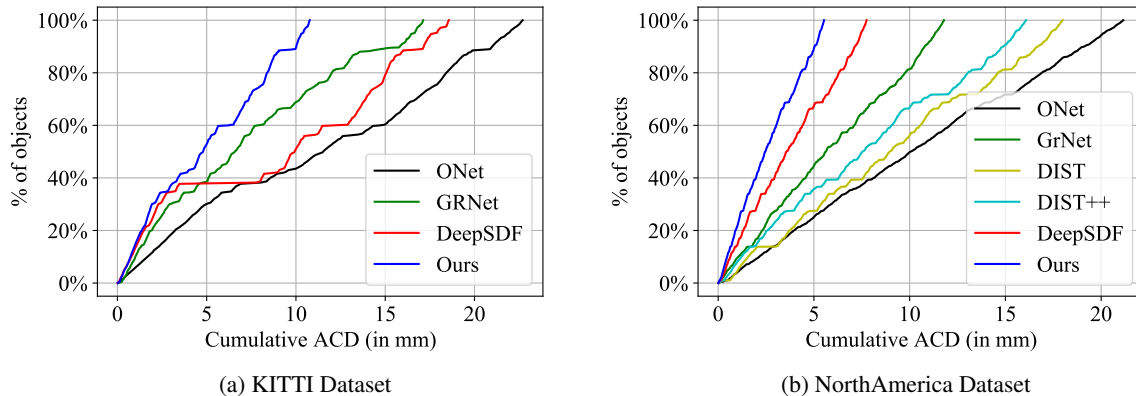 100%
80%
60%
40%
20%
0%
% of objects
0 5 10 15 20
Cumulative ACD (in mm)
ONet
GRNet
DeepSDF
Ours
(a) KITTI Dataset
100%
80%
60%
40%
20%
0%
% of objects
0 5 10 15 20
Cumulative ACD (in mm)
ONet
GrNet
DIST
DIST++
DeepSDF
Ours
(b) NorthAmerica Dataset